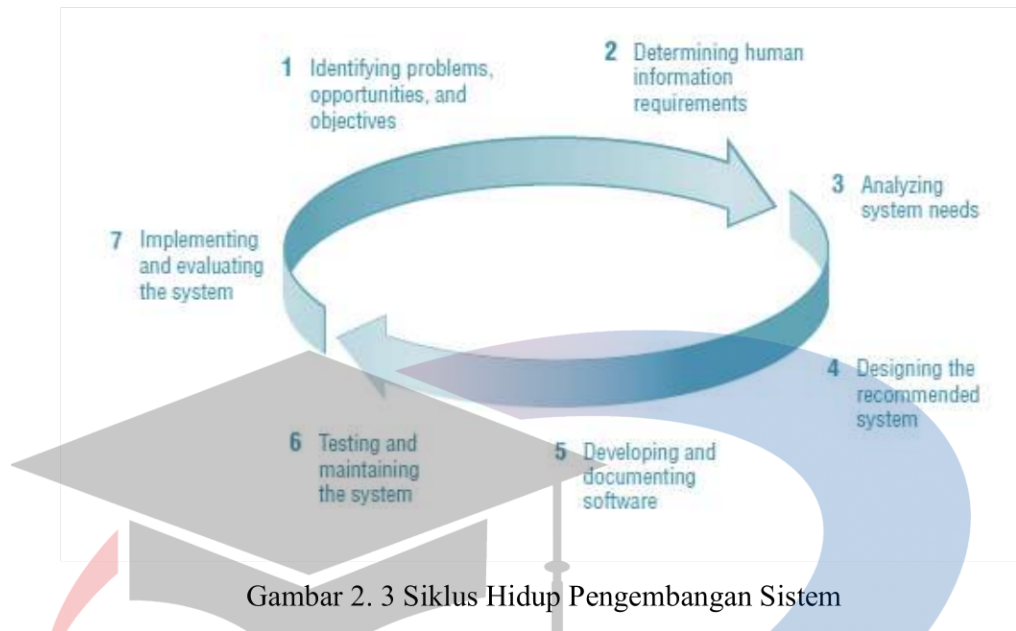 1 Identifying problems,
opportunities, and
objectives
2 Determining human
information
requirements
3 Analyzing
system needs
4 Designing the
recommended
system
5 Developing and
documenting
software
6 Testing and
maintaining
the system
7 Implementing
and evaluating
the system
Gambar 2. 3 Siklus Hidup Pengembangan Sistem